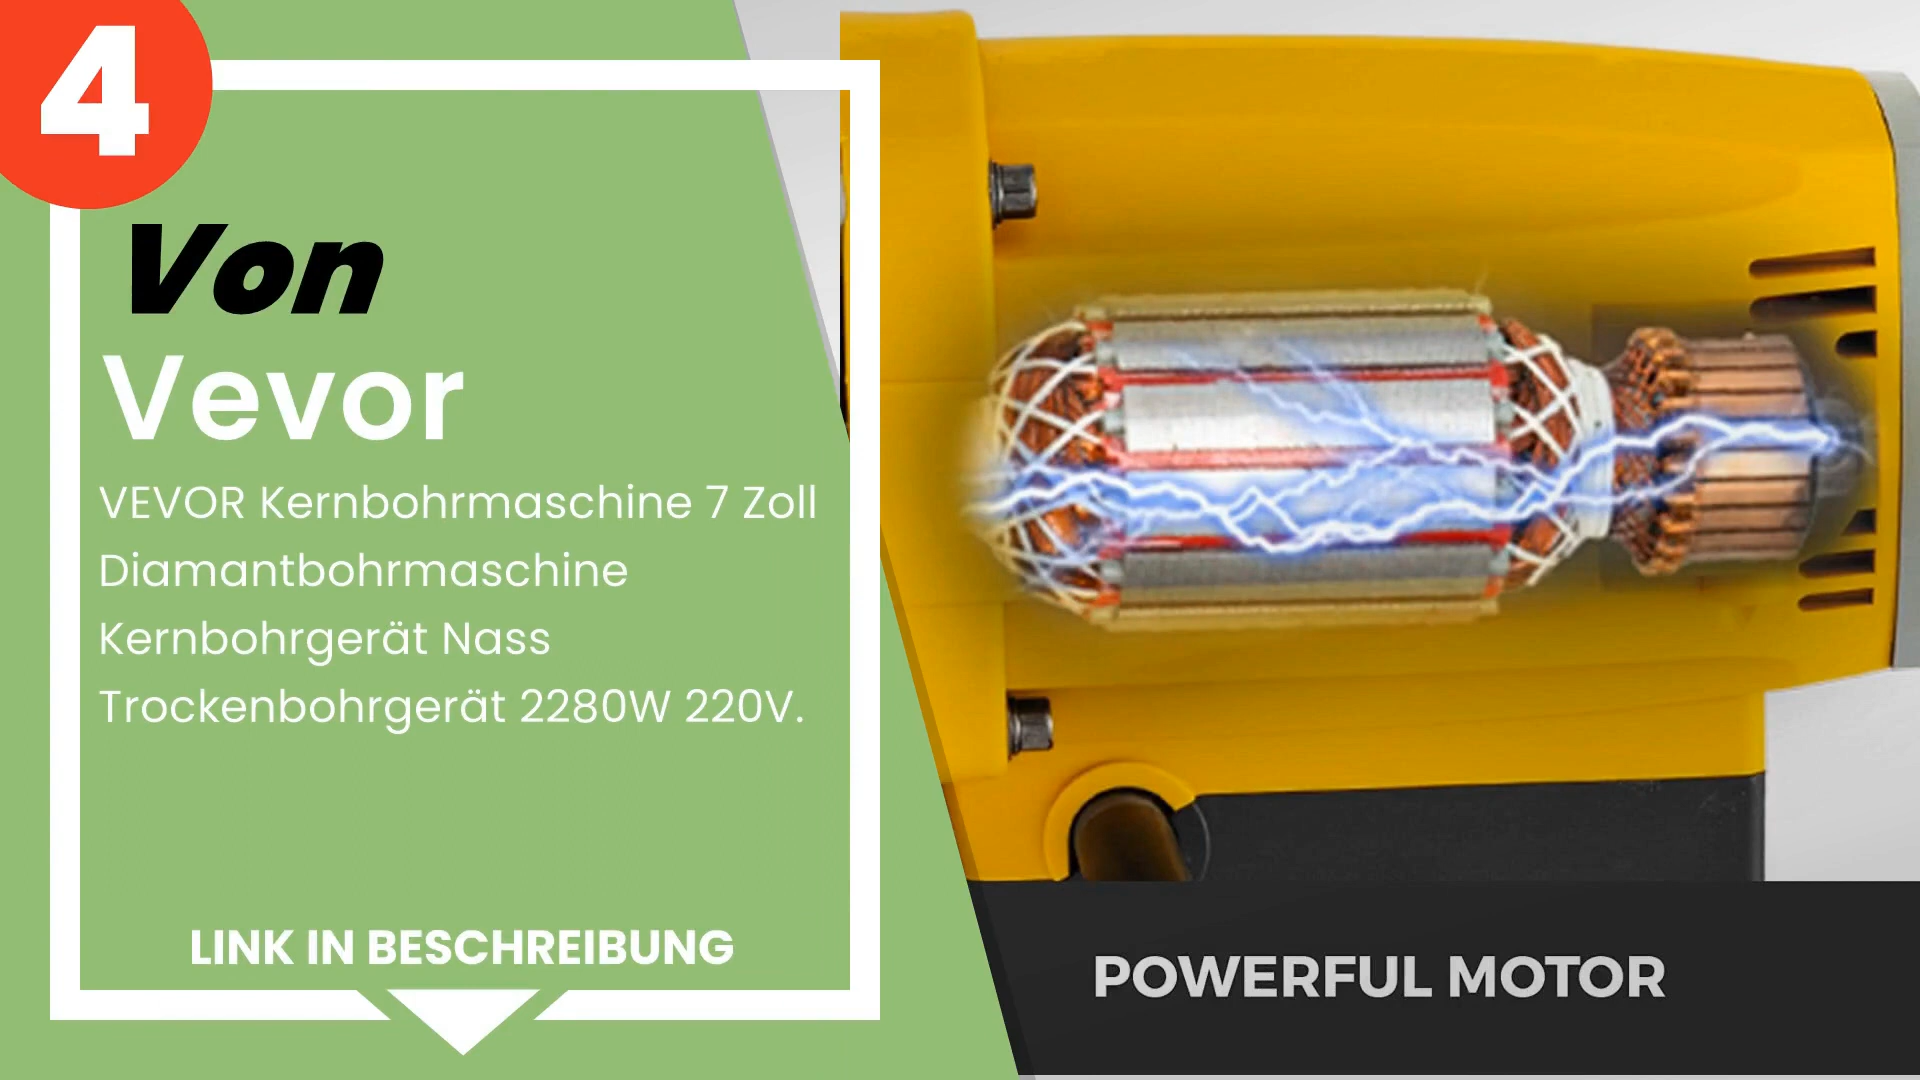 4
Von
Vevor
VEVOR Kernbohrmaschine 7 Zoll
Diamantbohrmaschine
Kernbohrgerät Nass
Trockenbohrgerät 2280W 220V.
LINK IN BESCHREIBUNG
POWERFUL MOTOR